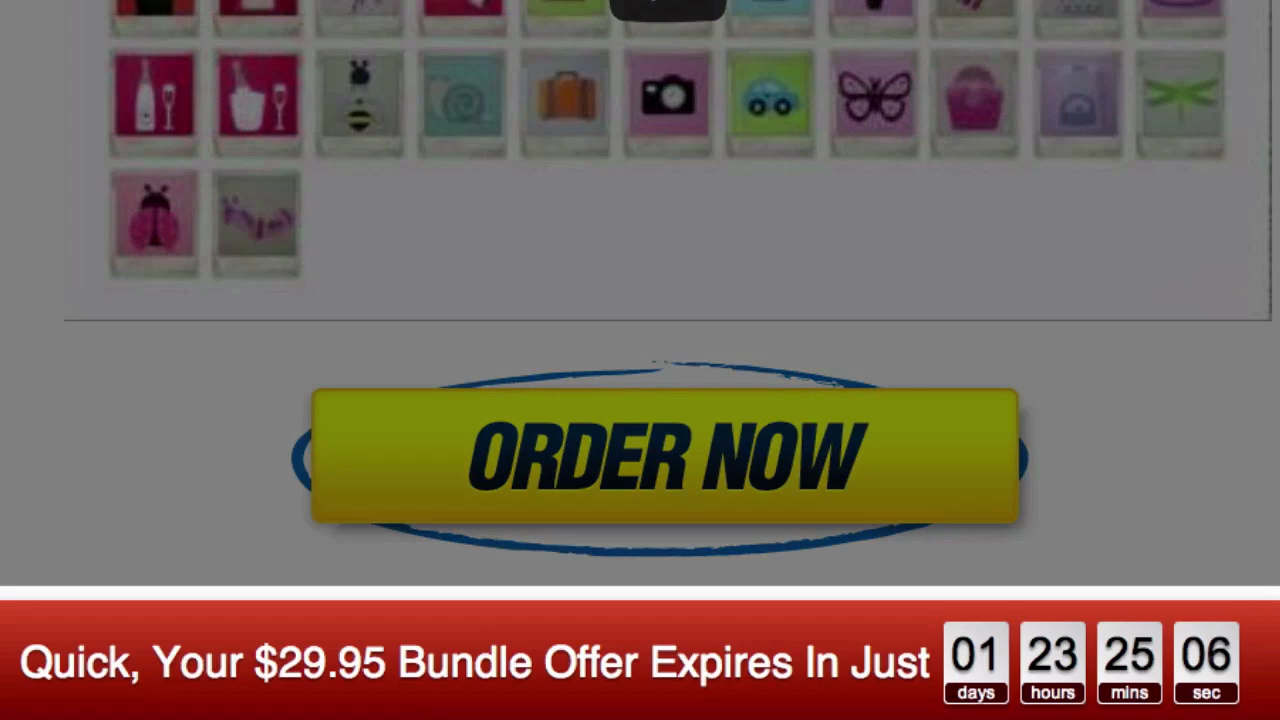 ORDER NOW
Quick, Your $29.95 Bundle Offer Expires In Just 01 23 25 06
days hours mins sec